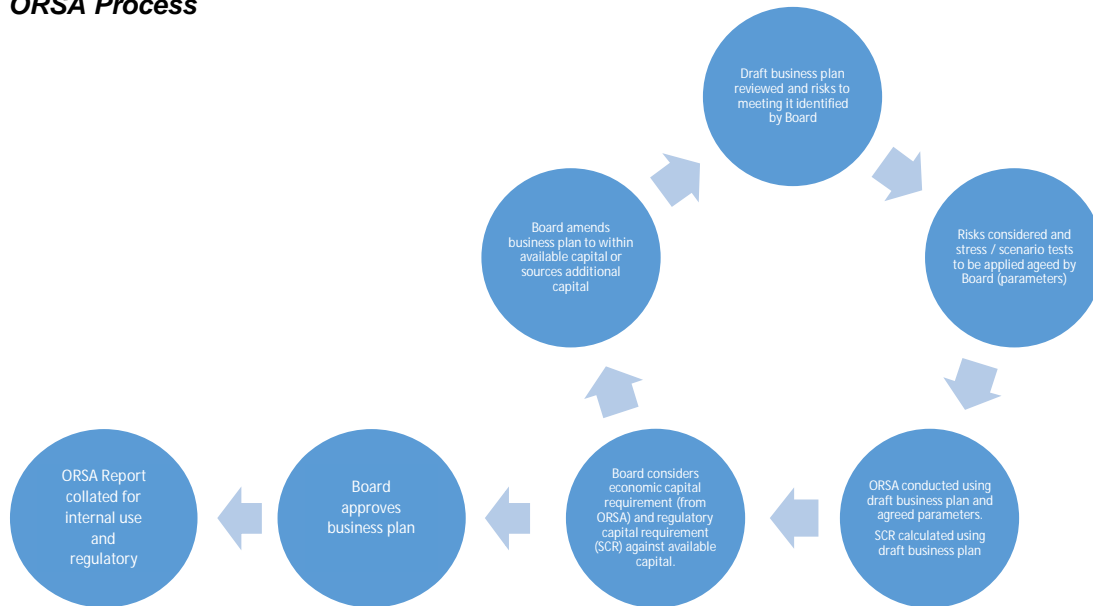 ORSA Process
Draft business plan
reviewed and risks to
meeting it identified
by Board
Risks considered and
stress / scenario tests
to be applied ageed by
Board (parameters)
ORSA conducted using
draft business plan and
agreed parameters.
SCR calculated using
draft business plan
Board considers
economic capital
requirement (from
ORSA) and regulatory
capital requirement
(SCR) against available
capital.
Board amends
business plan to within
available capital or
sources additional
capital
Board
approves
business plan
ORSA Report
collated for
internal use
and
regulatory